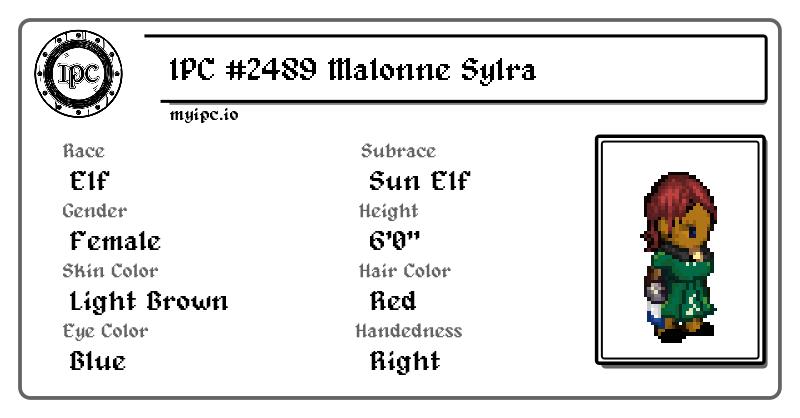 IPC
IPC #2489 Malonne Sylra
myipc.io
Race
Elf
Subrace
Sun Elf
Gender
Female
Height
6'0"
Skin Color
Light Brown
Hair Color
Red
Eye Color
Blue
Handedness
Right